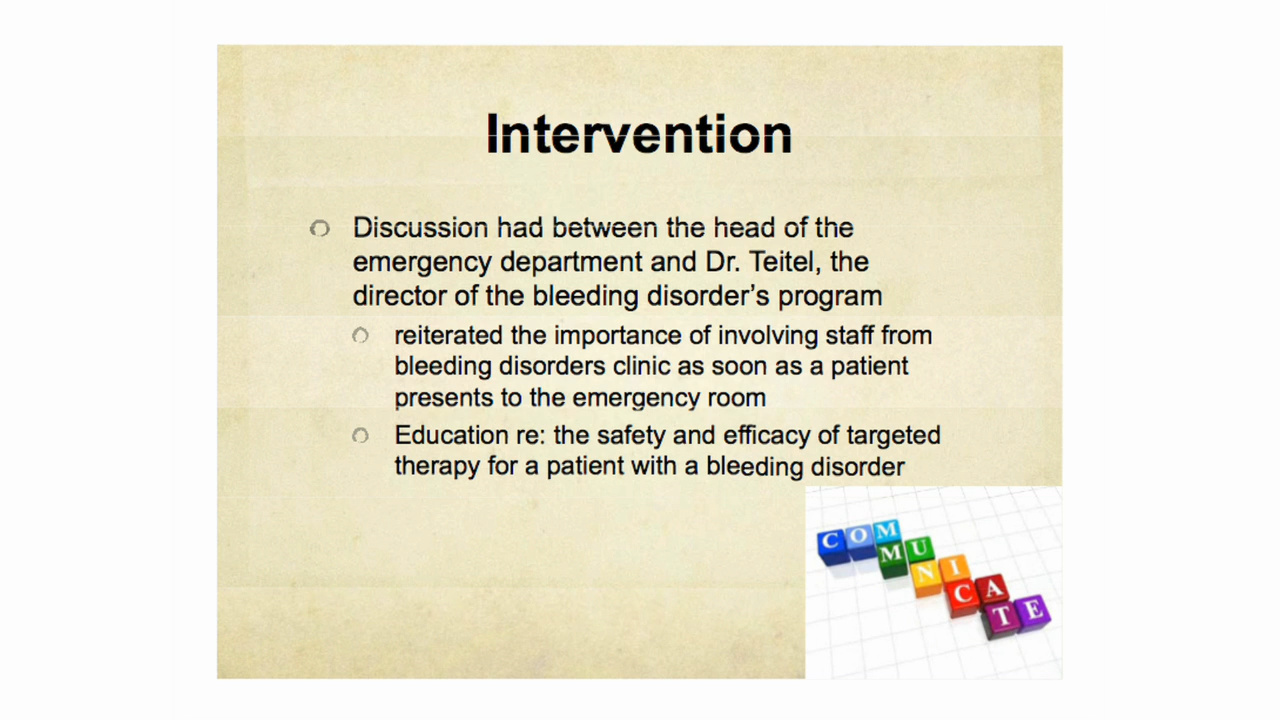 Intervention
Discussion had between the head of the
emergency department and Dr. Teitel, the
director of the bleeding disorder’s program
reiterated the importance of involving staff from
bleeding disorders clinic as soon as a patient
presents to the emergency room
Education re: the safety and efficacy of targeted
therapy for a patient with a bleeding disorder
COMMUNICATE